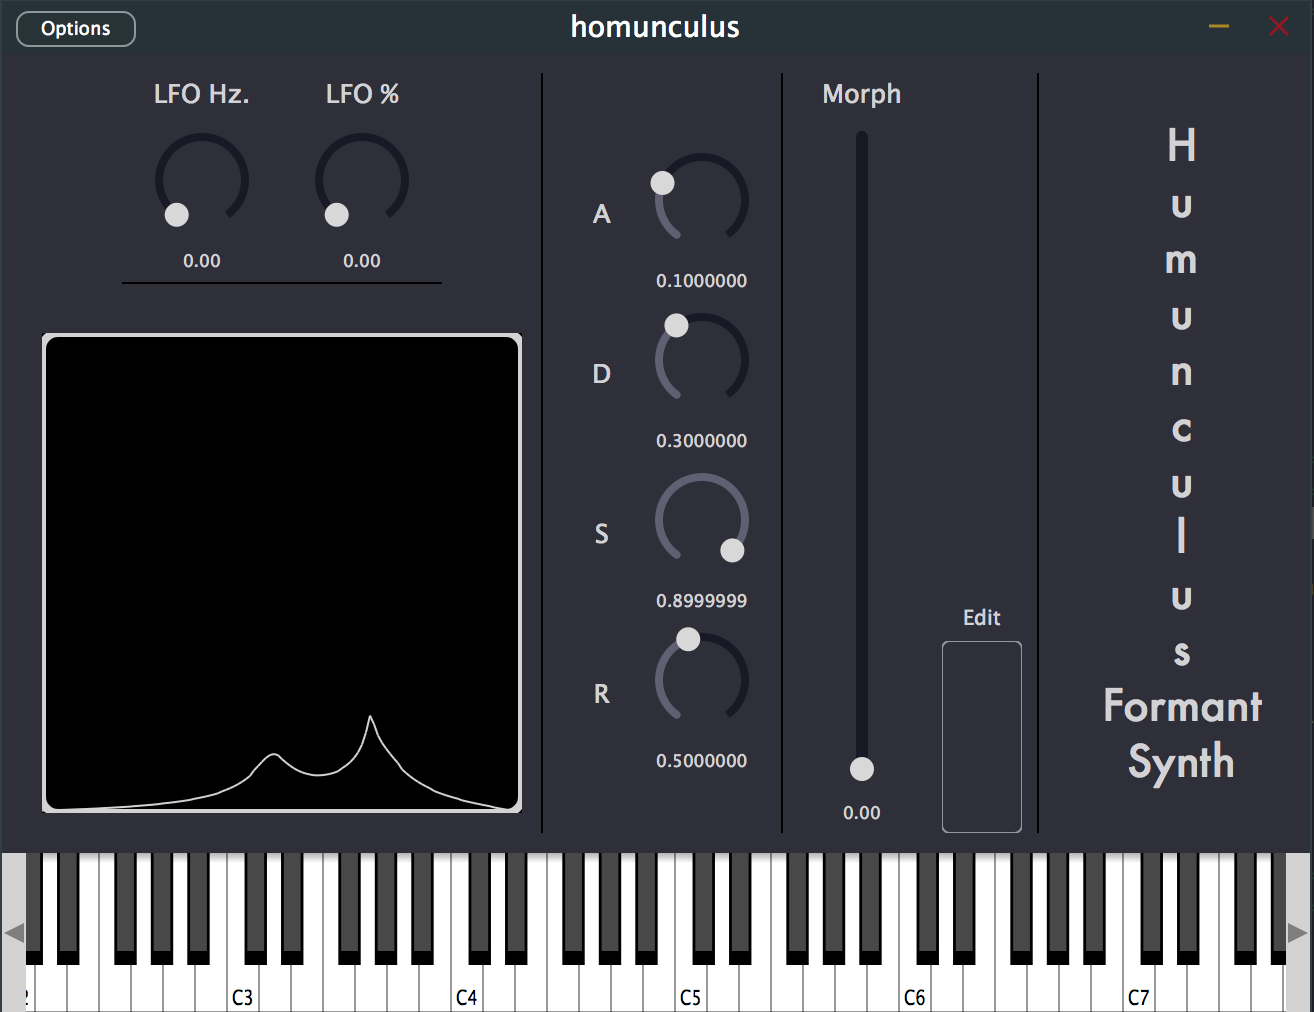 Options
homunculus
LFO Hz.
LFO %
0.00
0.00
A
0.1000000
D
0.3000000
S
0.8999999
R
0.5000000
Morph
0.00
Edit
H
u
m
u
n
c
u
l
u
s
Formant
Synth
C3
C4
C5
C6
C7